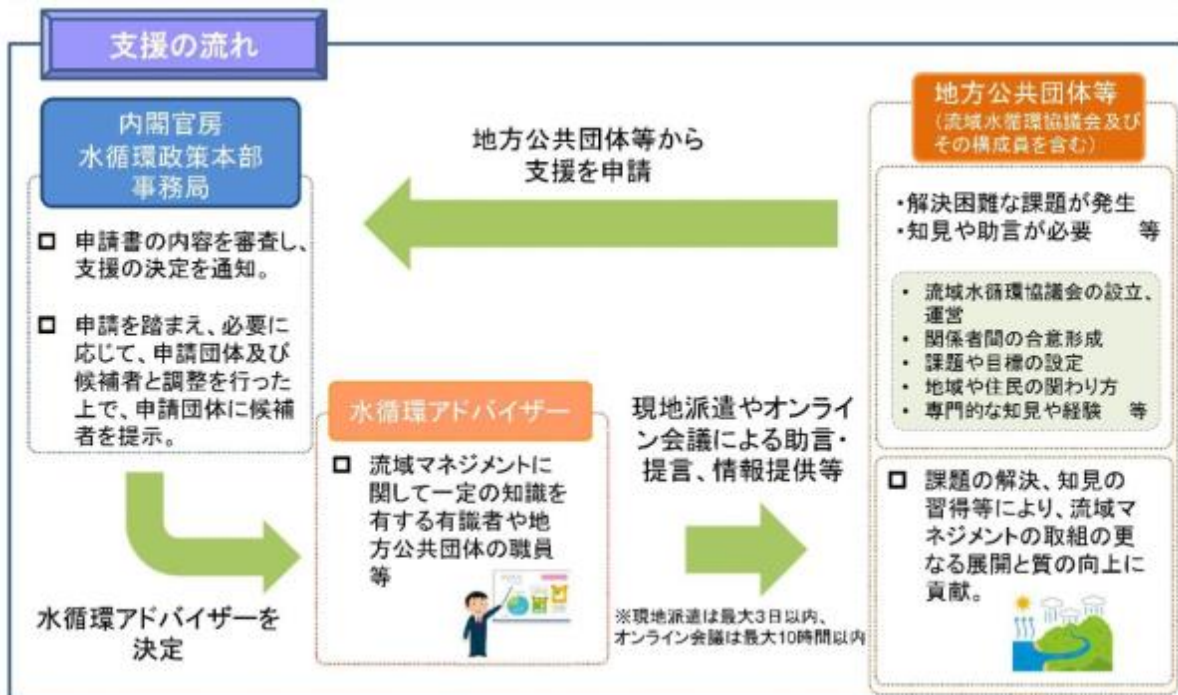 支援の流れ
内閣官房
水循環政策本部
事務局
□ 申請書の内容を審査し、
支援の決定を通知。
□ 申請を踏まえ、必要に
応じて、申請団体及び
候補者と調整を行った
上で、申請団体に候補
者を提示。
地方公共団体等から
支援を申請
地方公共団体等
（流域水循環協議会及び
その構成員を含む）
・解決困難な課題が発生
・知見や助言が必要　等
• 流域水循環協議会の設立、
運営
• 関係者間の合意形成
• 課題や目標の設定
• 地域や住民の関わり方
• 専門的な知見や経験　等
水循環アドバイザーを
決定
水循環アドバイザー
□ 流域マネジメントに
関して一定の知識を
有する有識者や地
方公共団体の職員
等
現地派遣やオンライ
ン会議による助言・
提言、情報提供等
※現地派遣は最大3日以内、
オンライン会議は最大10時間以内
□ 課題の解決、知見の
習得等により、流域マ
ネジメントの取組の更
なる展開と質の向上に
貢献。